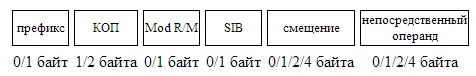 префикс КОП Mod R/M SIB смещение непосредственный операнд
0/1 байт 1/2 байта 0/1 байт 0/1 байт 0/1/2/4 байта 0/1/2/4 байта